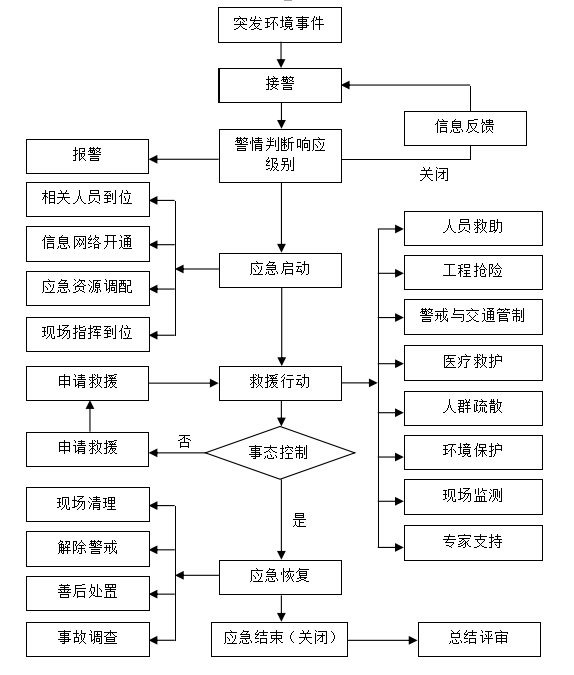 突发环境事件
接警
信息反馈
警情判断响应
级别
报警
关闭
相关人员到位
信息网络开通
应急资源调配
现场指挥到位
应急启动
人员救助
工程抢险
警戒与交通管制
医疗救护
人群疏散
环境保护
现场监测
专家支持
申请救援
救援行动
申请救援
否
事态控制
是
现场清理
解除警戒
善后处置
事故调查
应急恢复
应急结束（关闭）
总结评审